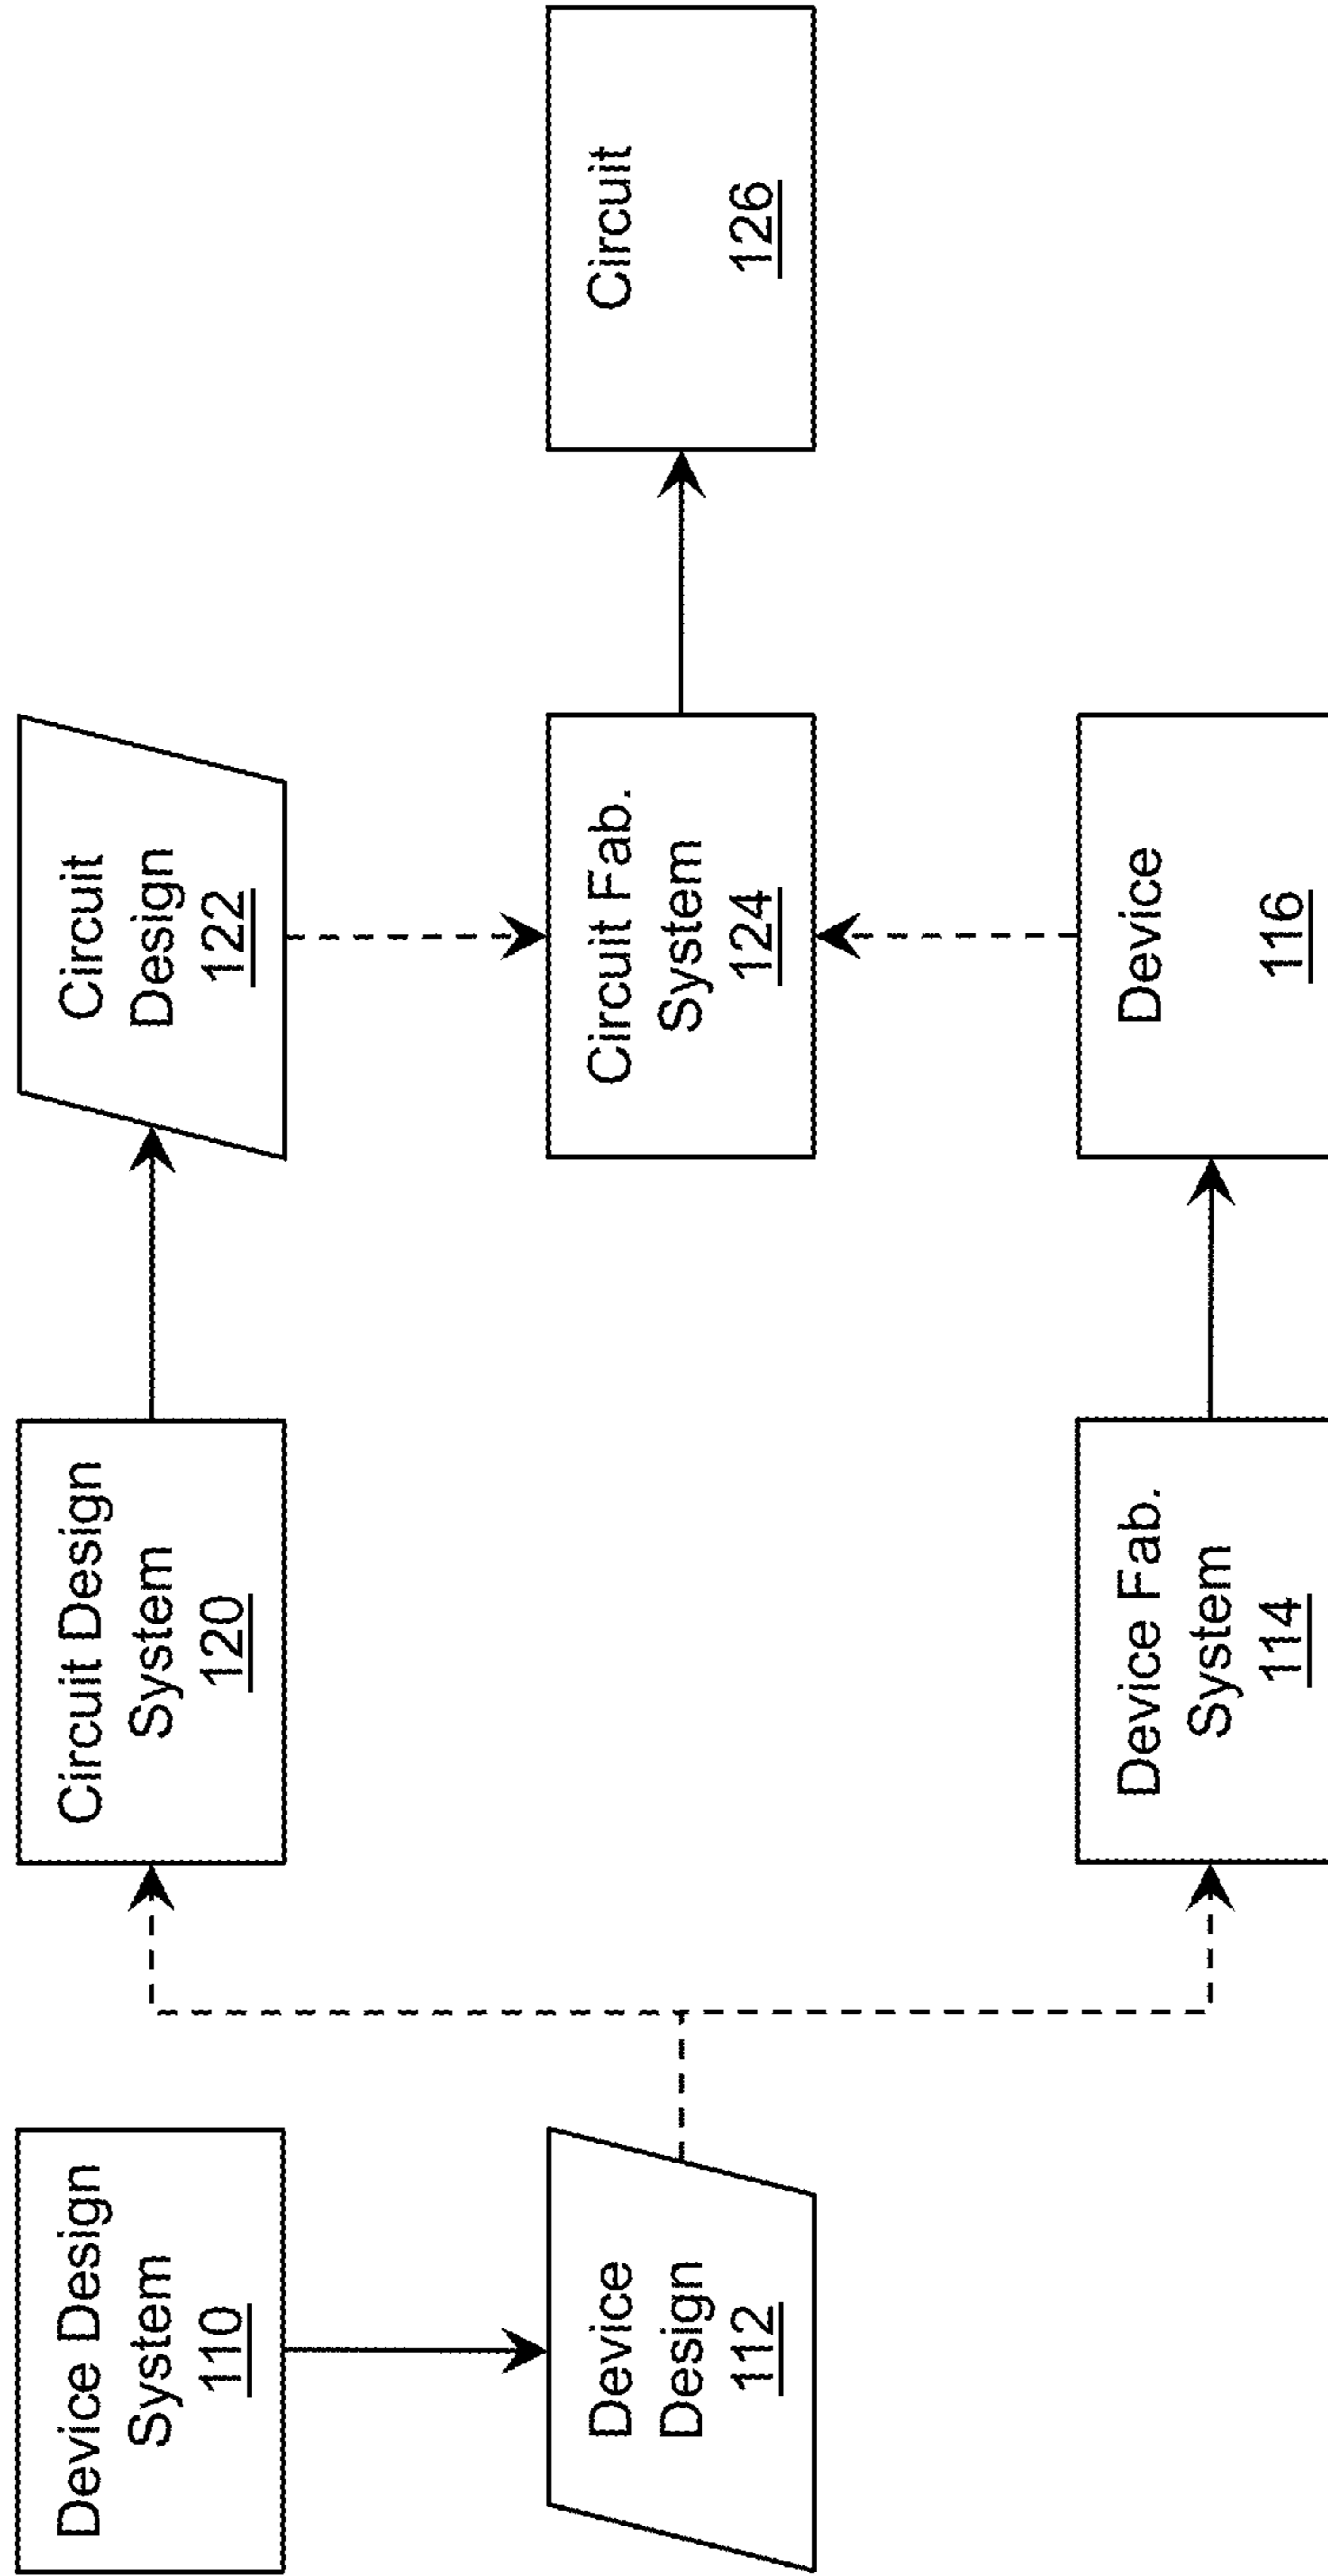 Device Design
System
110
Device
Design
112
Circuit Design
System
120
Device Fab.
System
114
Circuit
Design
122
Circuit Fab.
System
124
Device
116
Circuit
126